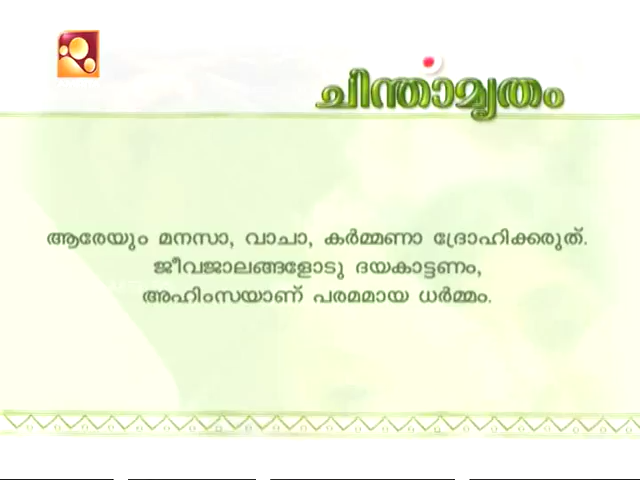 ചിന്താമൃതം
ആരേയും മനസാ, വാചാ, കർമ്മണാ ദ്രോഹിക്കരുത്.
ജീവജാലങ്ങളോടു ദയകാട്ടണം,
അഹിംസയാണ് പരമമായ ധർമ്മം.